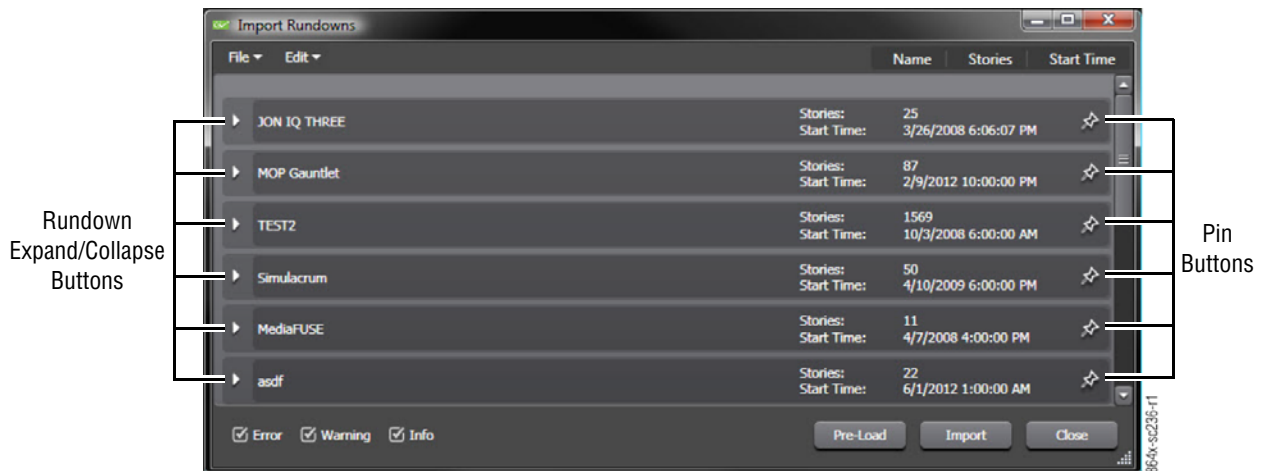 Import Rundowns
File Edit Name Stories Start Time
JON IQ THREE Stories: 25
Start Time: 3/26/2008 6:06:07 PM
MOP Gauntlet Stories: 87
Start Time: 2/9/2012 10:00:00 PM
TEST2 Stories: 1569
Start Time: 10/3/2008 6:00:00 AM
Simulacrum Stories: 50
Start Time: 4/10/2009 6:00:00 PM
MediaFUSE Stories: 11
Start Time: 4/7/2008 4:00:00 PM
asdf Stories: 22
Start Time: 6/1/2012 1:00:00 AM
Error Warning Info Pre-Load Import Close
Rundown
Expand/Collapse
Buttons
Pin
Buttons
864x-sc236-r1